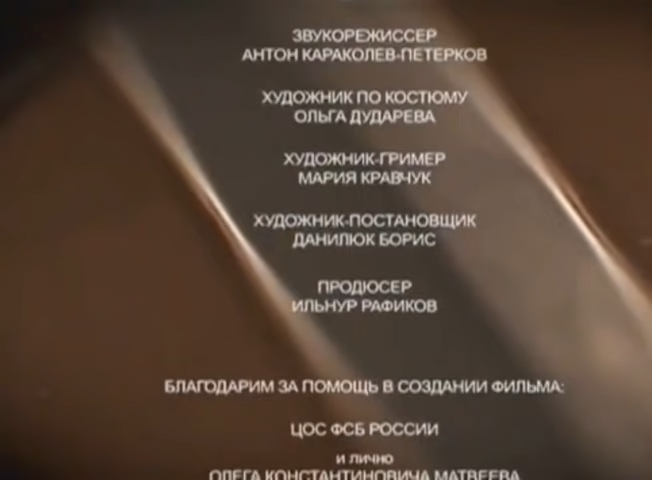 ЗВУКОРЕЖИССЕР
АНТОН КАРАКОЛЕВ-ПЕТЕРКОВ
ХУДОЖНИК ПО КОСТЮМУ
ОЛЬГА ДУДАРЕВА
ХУДОЖНИК-ГРИМЕР
МАРИЯ КРАВЧУК
ХУДОЖНИК-ПОСТАНОВЩИК
ДАНИЛЮК БОРИС
ПРОДЮСЕР
ИЛЬНУР РАФИКОВ
БЛАГОДАРИМ ЗА ПОМОЩЬ В СОЗДАНИИ ФИЛЬМА:
ЦОС ФСБ РОССИИ
И ЛИЧНО
ОЛЕГА КОНСТАНТИНОВИЧА МАТВЕЕВА